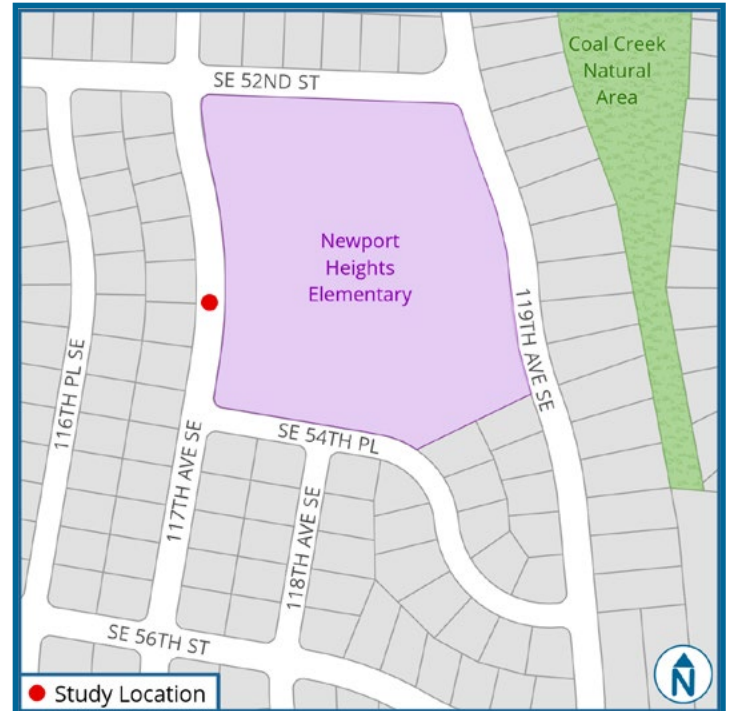 Coal Creek
Natural
Area
SE 52ND ST
Newport
Heights
Elementary
119TH AVE SE
116TH PL SE
117TH AVE SE
SE 54TH PL
118TH AVE SE
SE 56TH ST
Study Location
N